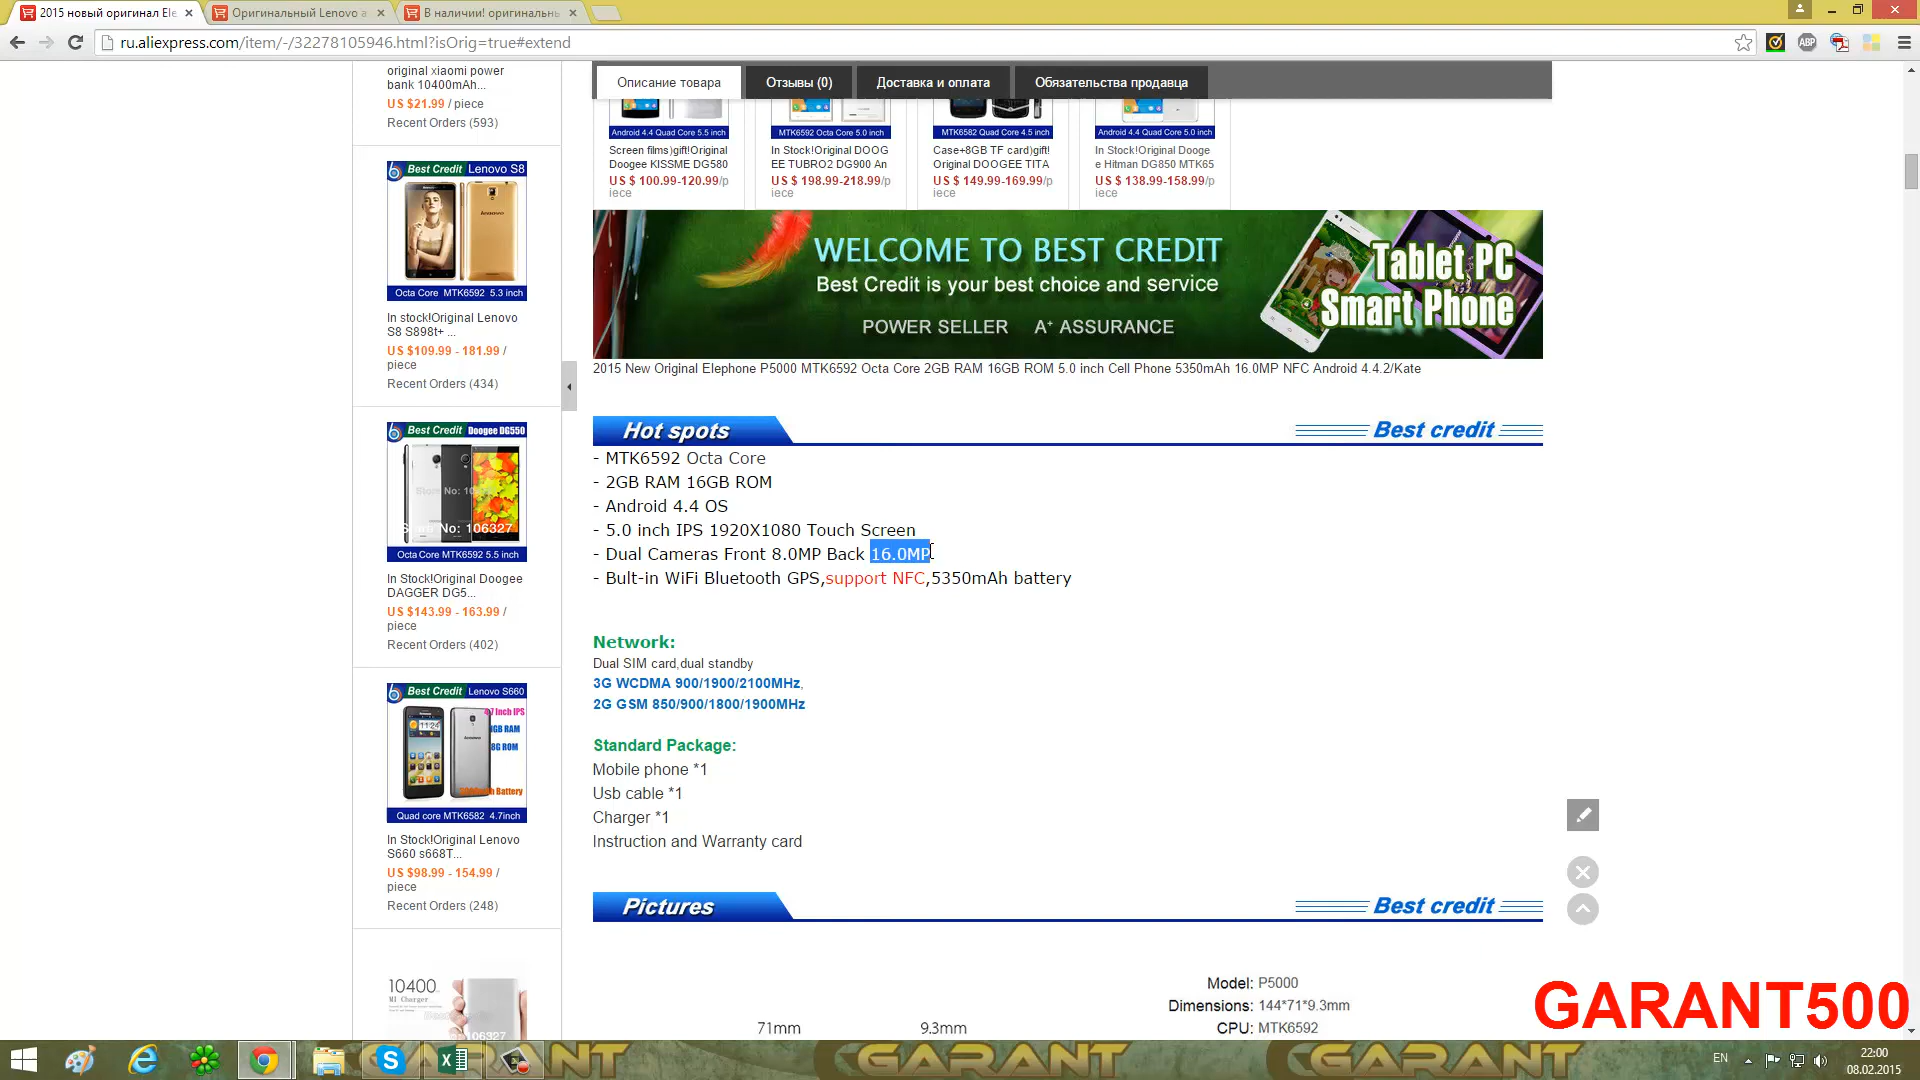 2015 новый оригинал Ele
Оригинальный Lenovo a
В наличии! оригинальны
ru.aliexpress.com/item/-/32278105946.html?isOrig=true#extend
ABP
original xiaomi power
bank 10400mAh...
US $21.99 / piece
Recent Orders (593)
Best Credit Lenovo S8
Octa Core MTK6592 5.3 inch
In stock!Original Lenovo
S8 S898t+ ...
US $109.99 - 181.99 /
piece
Recent Orders (434)
Best Credit Doogee DG550
Store No: 106327
Octa Core MTK6592 5.5 inch
In Stock!Original Doogee
DAGGER DG5...
US $143.99 - 163.99 /
piece
Recent Orders (402)
Best Credit Lenovo S660
4.7 Inch IPS
1GB RAM
8G ROM
Quad core MTK6582 4.7inch
In Stock!Original Lenovo
S660 s668T...
US $98.99 - 154.99 /
piece
Recent Orders (248)
10400
MI Charger
Описание товара
Отзывы (0)
Доставка и оплата
Обязательства продавца
Android 4.4 Quad Core 5.5 inch
Screen films)gift!Original
Doogee KISSME DG580
US $ 100.99-120.99/p
iece
MTK6592 Octa Core 5.0 inch
In Stock!Original DOOG
EE TUBRO2 DG900 An
US $ 198.99-218.99/p
iece
MTK6582 Quad Core 4.5 inch
Case+8GB TF card)gift!
Original DOOGEE TITA
US $ 149.99-169.99/p
iece
Android 4.4 Quad Core 5.0 inch
In Stock!Original Dooge
e Hitman DG850 MTK65
US $ 138.99-158.99/p
iece
WELCOME TO BEST CREDIT
Best Credit is your best choice and service
POWER SELLER A+ ASSURANCE
Tablet PC
Smart Phone
2015 New Original Elephone P5000 MTK6592 Octa Core 2GB RAM 16GB ROM 5.0 inch Cell Phone 5350mAh 16.0MP NFC Android 4.4.2/Kate
Hot spots
Best credit
- MTK6592 Octa Core
- 2GB RAM 16GB ROM
- Android 4.4 OS
- 5.0 inch IPS 1920X1080 Touch Screen
- Dual Cameras Front 8.0MP Back 16.0MP
- Bult-in WiFi Bluetooth GPS,support NFC,5350mAh battery
Network:
Dual SIM card,dual standby
3G WCDMA 900/1900/2100MHz,
2G GSM 850/900/1800/1900MHz
Standard Package:
Mobile phone *1
Usb cable *1
Charger *1
Instruction and Warranty card
Pictures
Best credit
Model: P5000
Dimensions: 144*71*9.3mm
71mm
9.3mm
CPU: MTK6592
GARANT500
GARANT
GARANT
GARANT
EN
22:00
08.02.2015